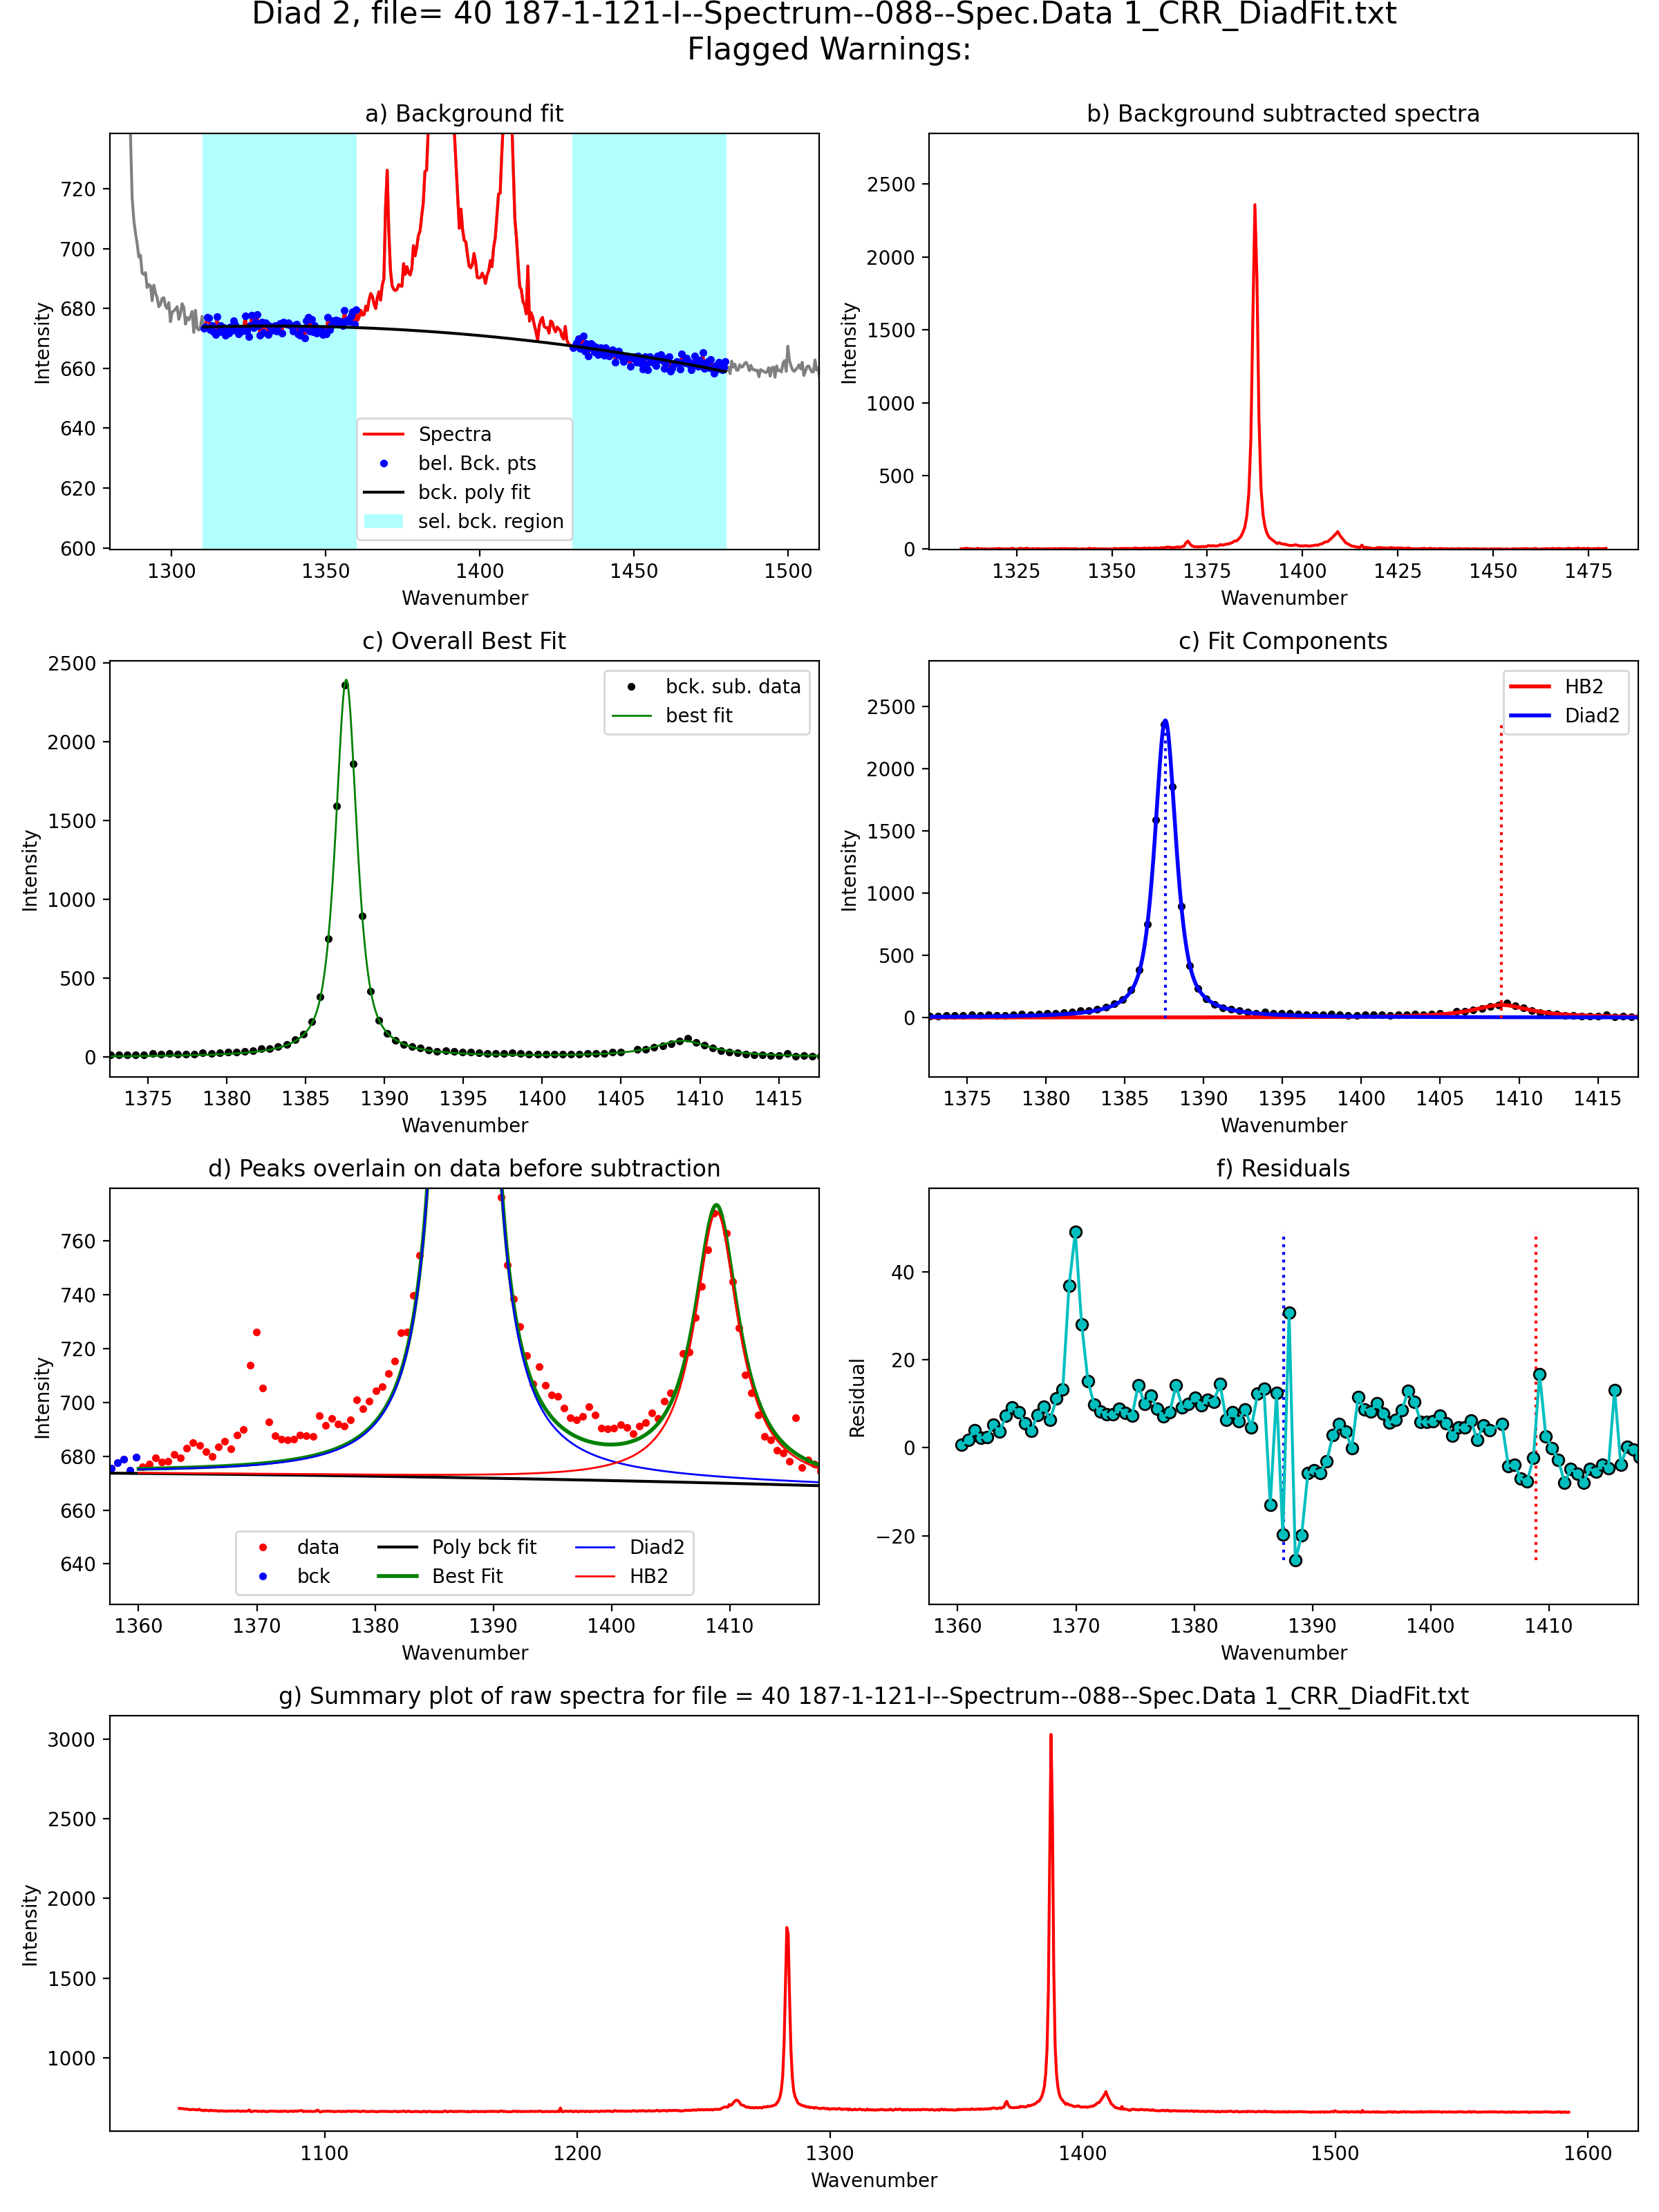 Diad 2, file= 40 187-1-121-I--Spectrum--088--Spec.Data 1_CRR_DiadFit.txt
Flagged Warnings:
a) Background fit
Intensity
720
700
680
660
640
620
600
Spectra
bel. Bck. pts
bck. poly fit
sel. bck. region
1300 1350 1400 1450 1500
Wavenumber
b) Background subtracted spectra
Intensity
2500
2000
1500
1000
500
0
1325 1350 1375 1400 1425 1450 1475
Wavenumber
c) Overall Best Fit
Intensity
2500
2000
1500
1000
500
0
bck. sub. data
best fit
1375 1380 1385 1390 1395 1400 1405 1410 1415
Wavenumber
c) Fit Components
Intensity
2500
2000
1500
1000
500
0
HB2
Diad2
1375 1380 1385 1390 1395 1400 1405 1410 1415
Wavenumber
d) Peaks overlain on data before subtraction
Intensity
760
740
720
700
680
660
640
data
bck
Poly bck fit
Best Fit
Diad2
HB2
1360 1370 1380 1390 1400 1410
Wavenumber
f) Residuals
Residual
40
20
0
−20
1360 1370 1380 1390 1400 1410
Wavenumber
g) Summary plot of raw spectra for file = 40 187-1-121-I--Spectrum--088--Spec.Data 1_CRR_DiadFit.txt
Intensity
3000
2500
2000
1500
1000
1100 1200 1300 1400 1500 1600
Wavenumber